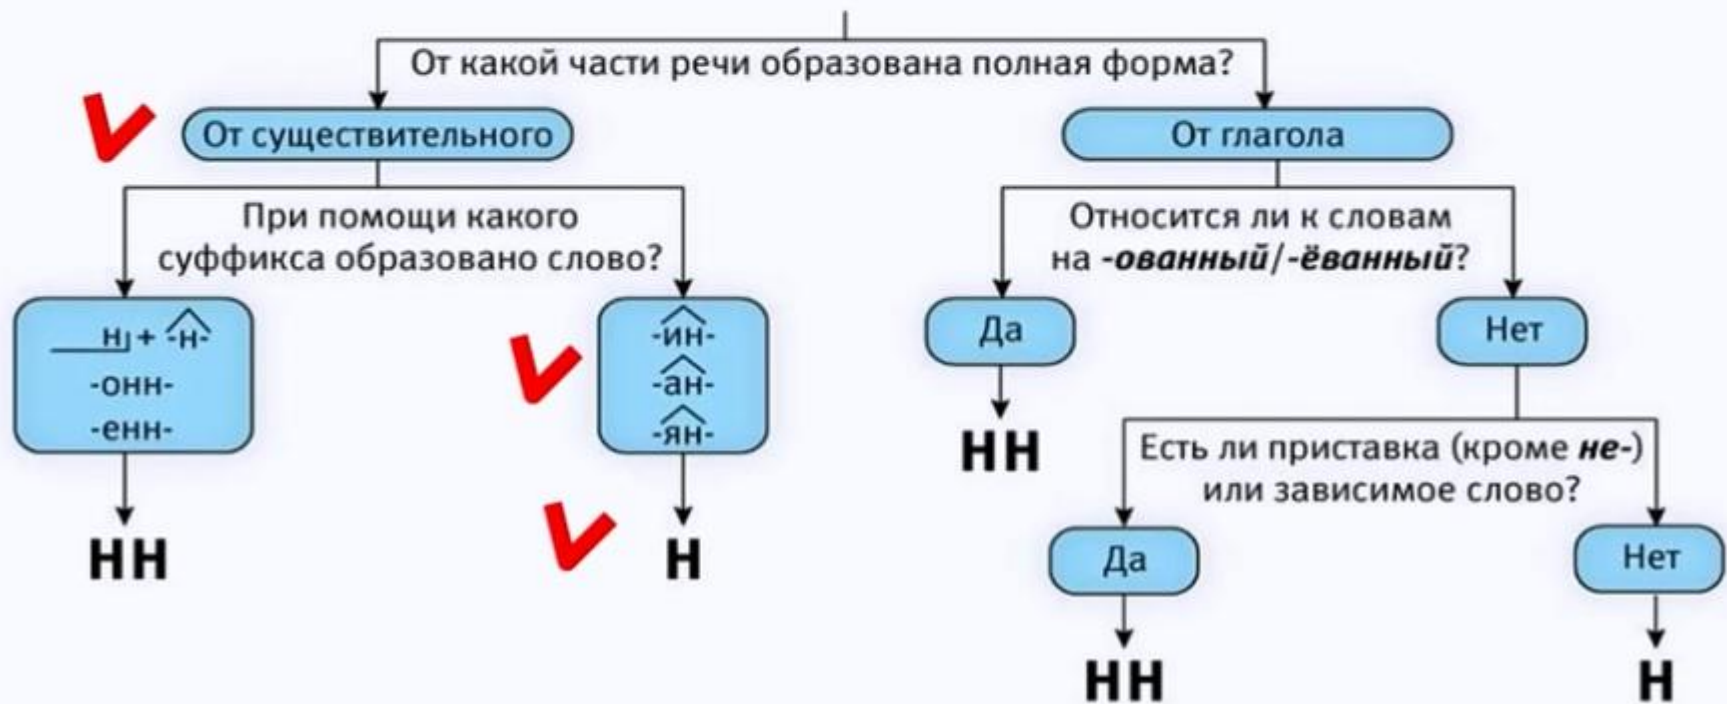 От какой части речи образована полная форма?
От существительного
От глагола
При помощи какого
суффикса образовано слово?
Относится ли к словам
на -ованный/-ёванный?
н + -н-
-онн-
-енн-
-ин-
-ан-
-ян-
Да
Нет
НН
Н
НН
Есть ли приставка (кроме не-)
или зависимое слово?
Да
Нет
НН
Н